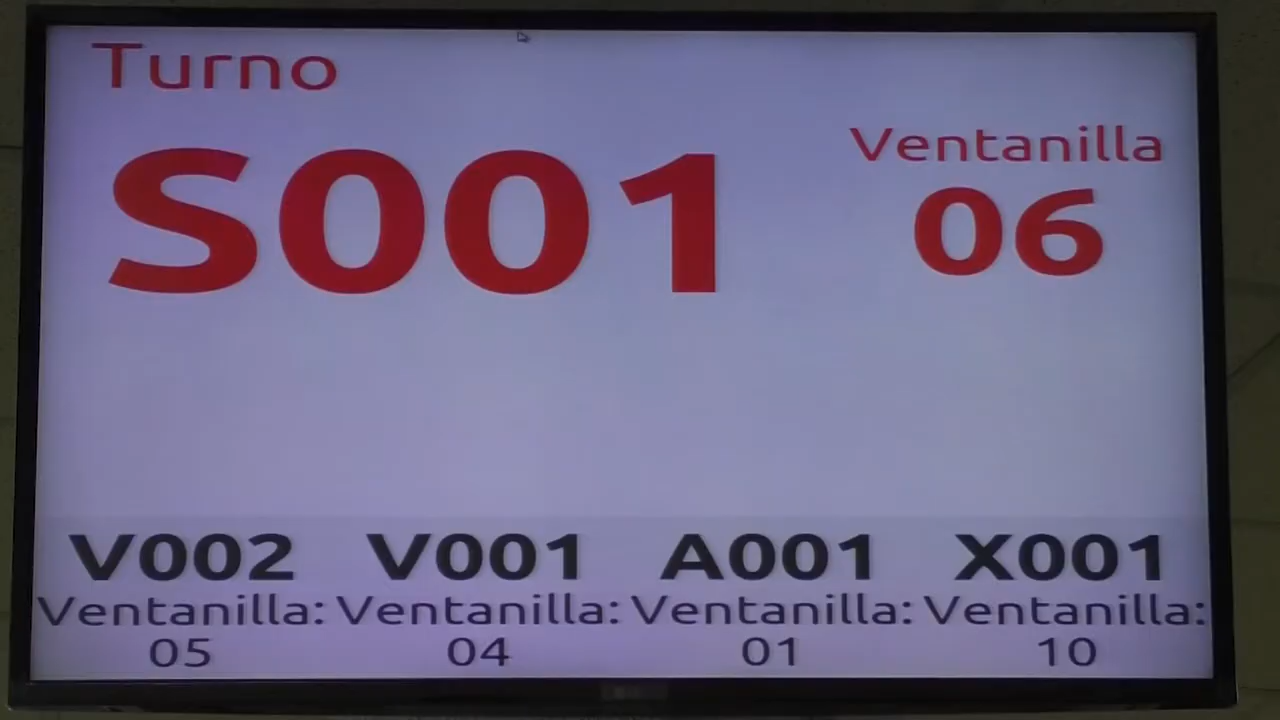 Turno
S001
Ventanilla
06
V002 V001 A001 X001
Ventanilla: Ventanilla: Ventanilla: Ventanilla:
05 04 01 10